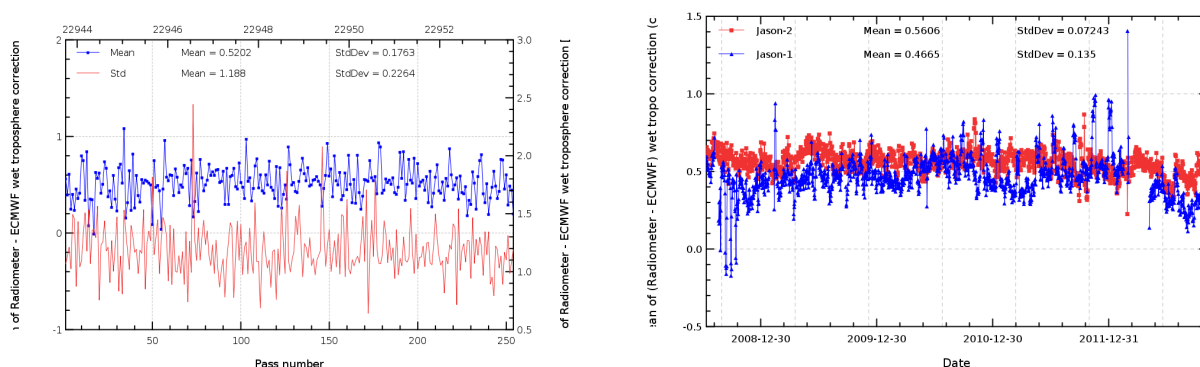 22944 22946 22948 22950 22952
2 3.0
Mean Mean = 0.5202 StdDev = 0.1763
Std Mean = 1.188 StdDev = 0.2264
2.5
1 2.0
1.5
0
1.0
-1 0.5
50 100 150 200 250
Pass number
of Radiometer - ECMWF wet troposphere correction
of Radiometer - ECMWF wet troposphere correction [
1.5
Jason-2 Mean = 0.5606 StdDev = 0.07243
Jason-1 Mean = 0.4665 StdDev = 0.135
1.0
0.5
0.0
-0.5
2008-12-30 2009-12-30 2010-12-30 2011-12-31
Date
of (Radiometer - ECMWF) wet tropo correction (c